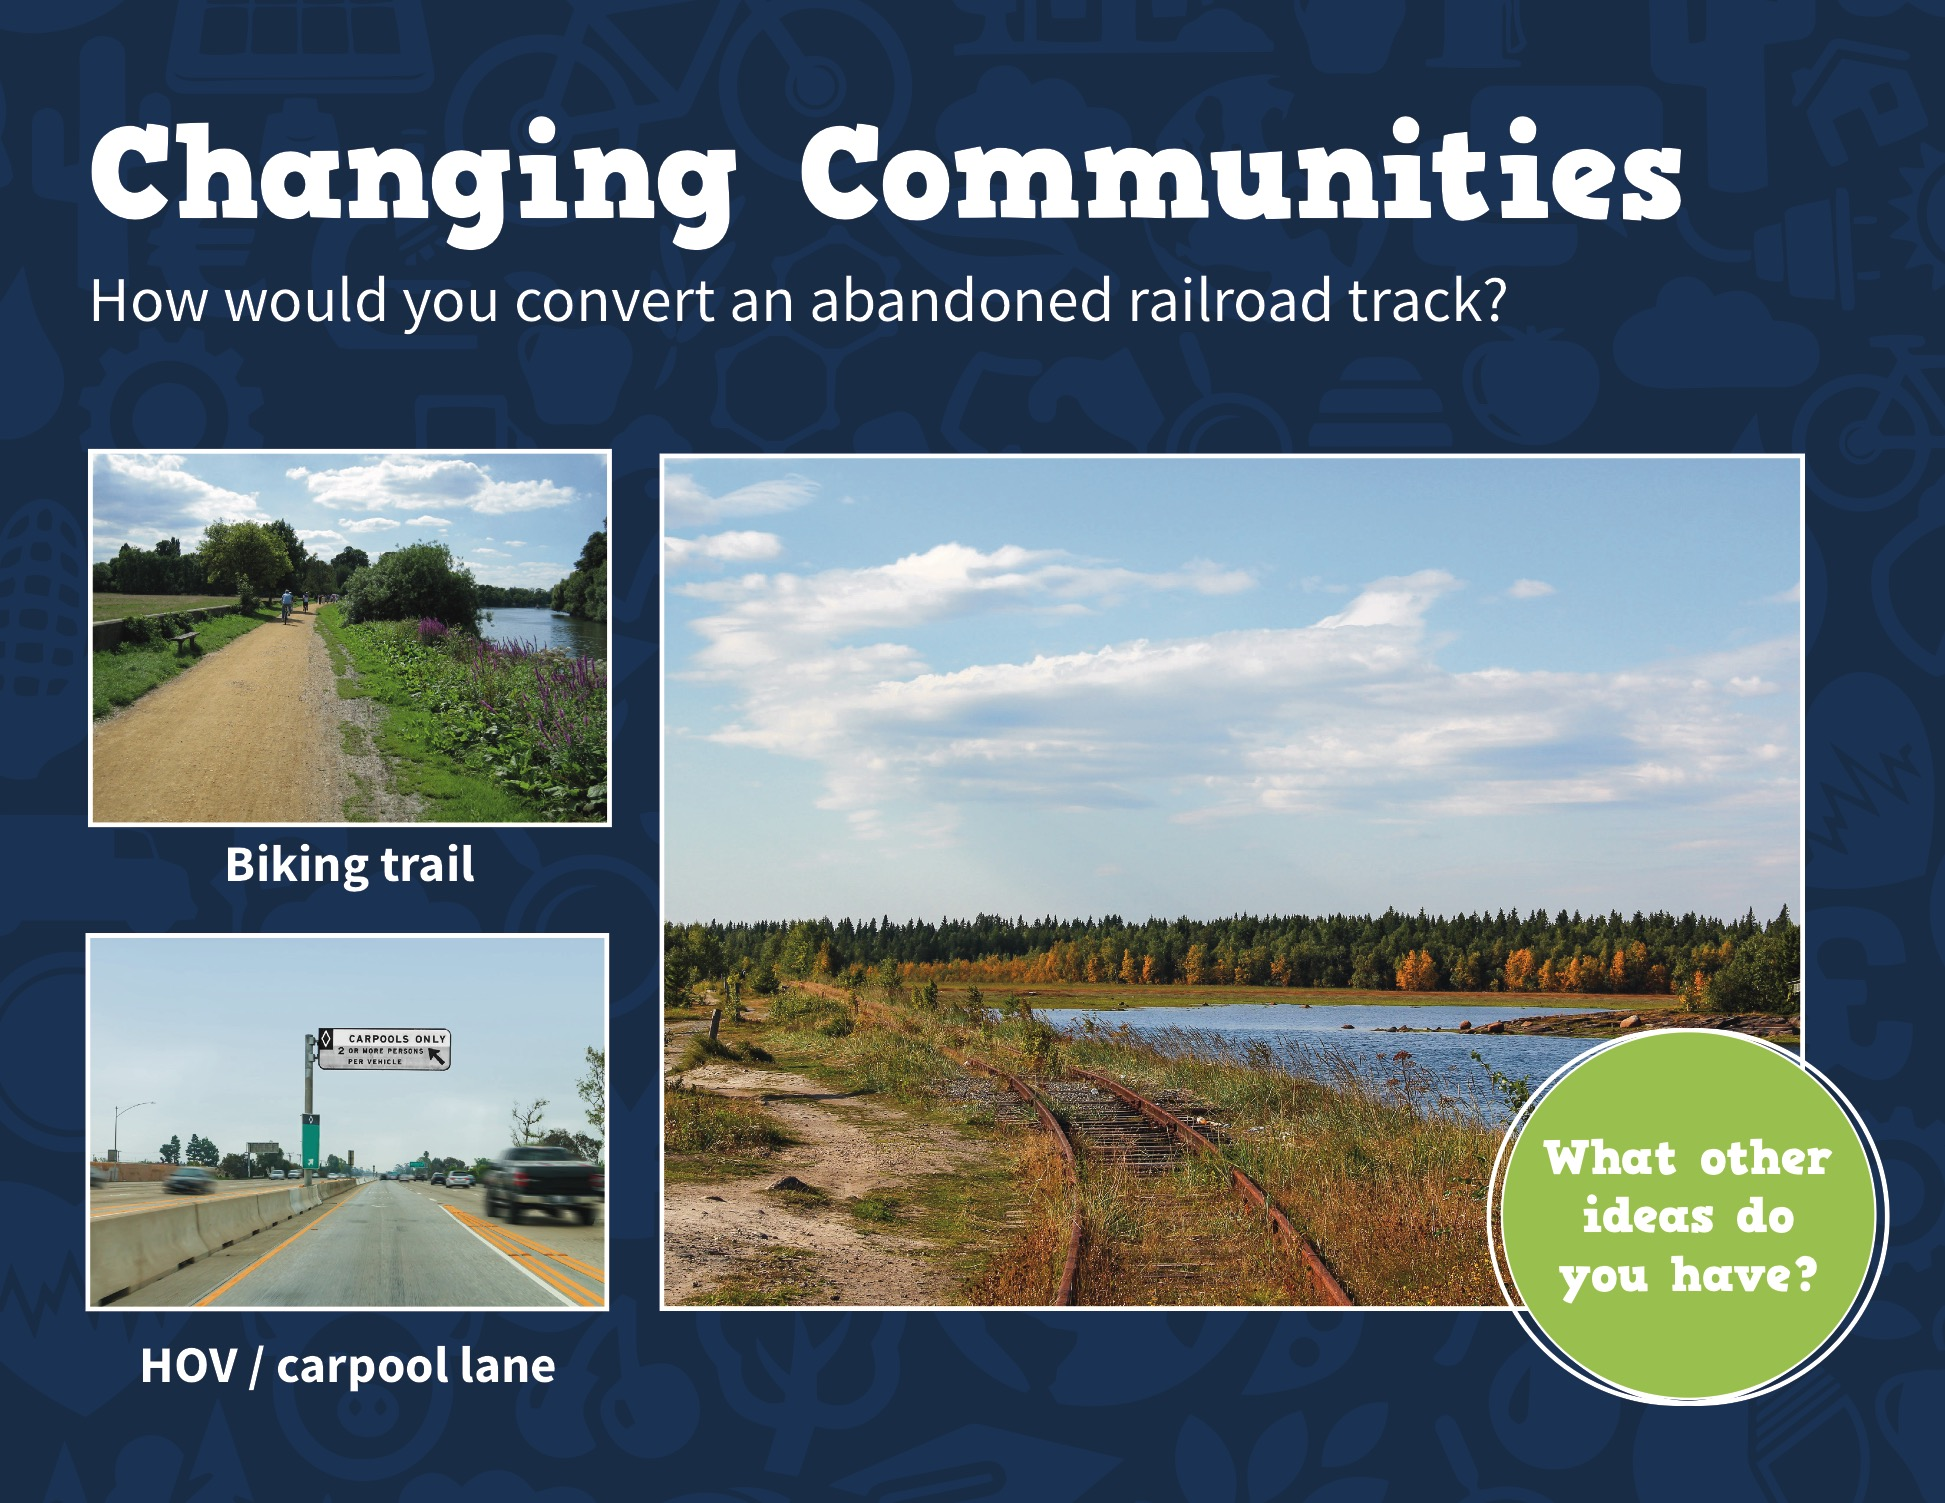 Changing Communities
How would you convert an abandoned railroad track?
Biking trail
CARPOOLS ONLY
2 OR MORE PERSONS
PER VEHICLE
HOV / carpool lane
What other
ideas do
you have?